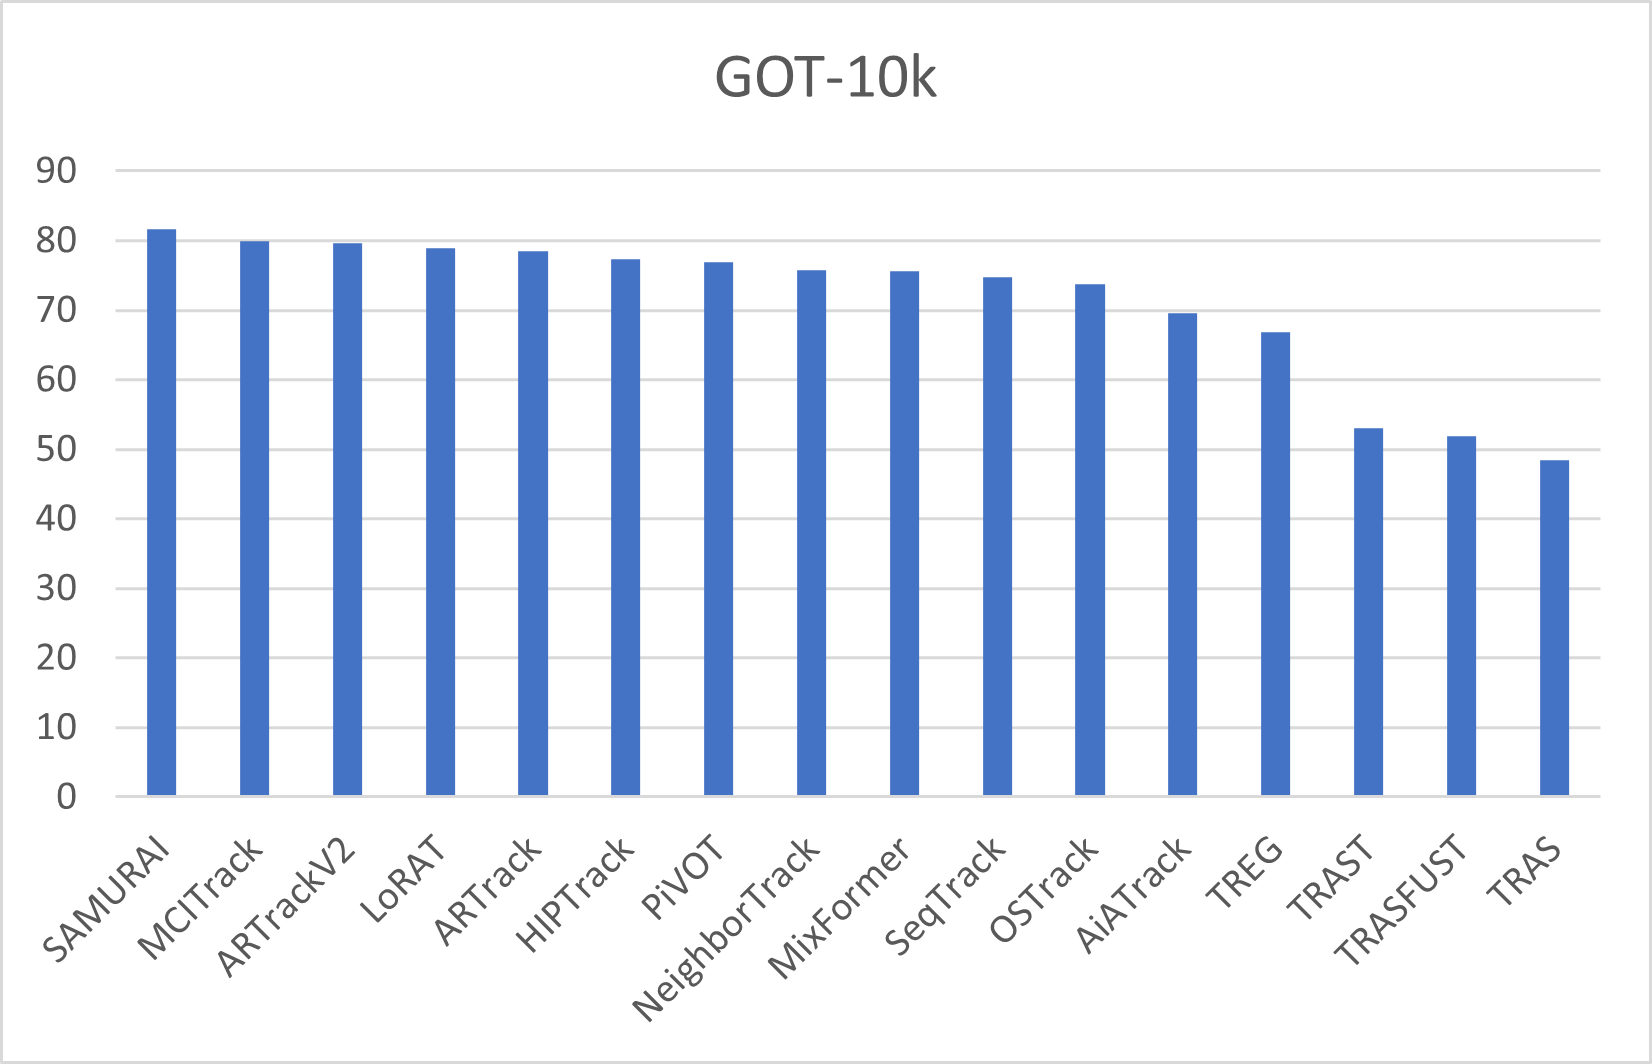 GOT-10k
90
80
70
60
50
40
30
20
10
0
SAMURAI
MCITrack
ARTrackV2
LoRAT
ARTrack
HIPTrack
PiVOT
NeighborTrack
MixFormer
SeqTrack
OSTrack
AiATrack
TREG
TRAST
TRASFUST
TRAS